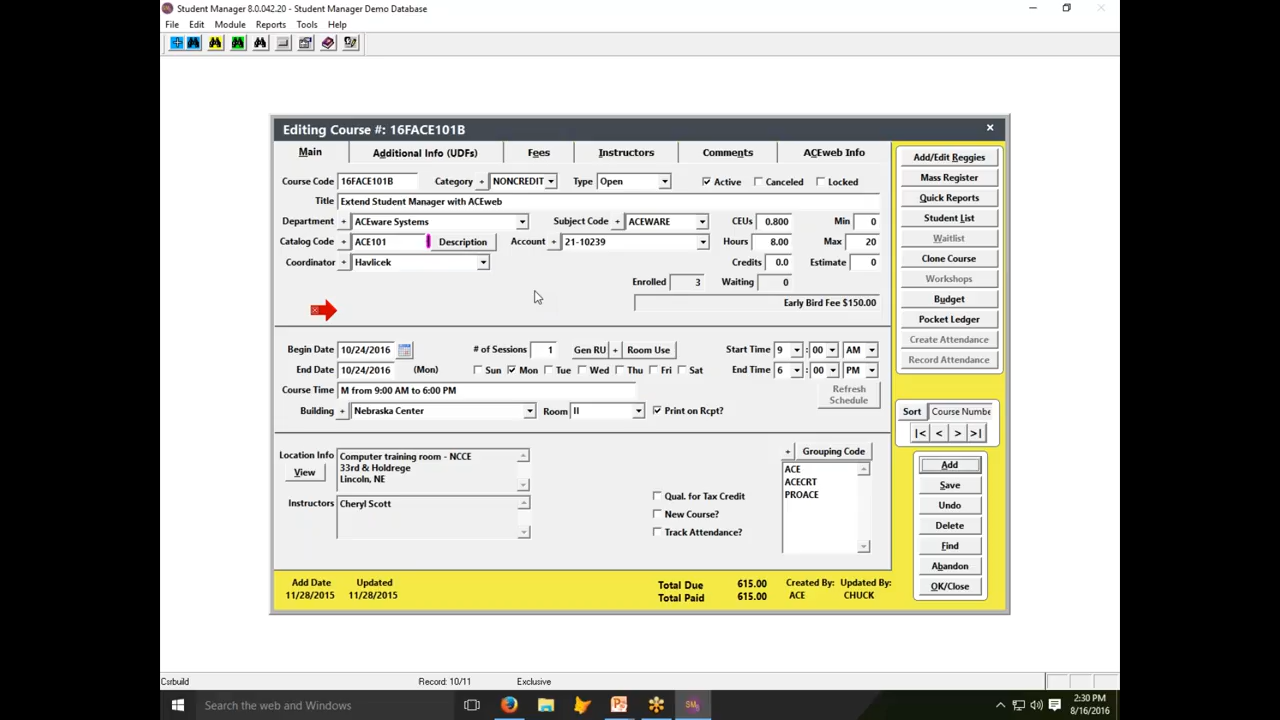 Student Manager 8.0.042.20 - Student Manager Demo Database
File Edit Module Reports Tools Help
Editing Course #: 16FACE101B
Main Additional Info (UDFs) Fees Instructors Comments ACEweb Info
Course Code 16FACE101B Category + NONCREDIT Type Open Active Canceled Locked
Title Extend Student Manager with ACEweb
Department + ACEware Systems Subject Code + ACEWARE CEUs 0.800 Min 0
Catalog Code + ACE101 Description Account + 21-10239 Hours 8.00 Max 20
Coordinator + Havlicek Credits 0.0 Estimate 0
Enrolled 3 Waiting 0
Early Bird Fee $150.00
Begin Date 10/24/2016 # of Sessions 1 Gen RU + Room Use Start Time 9 : 00 AM
End Date 10/24/2016 (Mon) Sun Mon Tue Wed Thu Fri Sat End Time 6 : 00 PM
Course Time M from 9:00 AM to 6:00 PM Refresh Schedule
Building + Nebraska Center Room II Print on Rcpt?
Location Info Computer training room - NCCE
33rd & Holdrege
View Lincoln, NE
Instructors Cheryl Scott
+ Grouping Code
ACE
ACECRT
PROACE
Qual. for Tax Credit
New Course?
Track Attendance?
Add Date Updated Total Due 615.00 Created By: Updated By:
11/28/2015 11/28/2015 Total Paid 615.00 ACE CHUCK
Add/Edit Reggies
Mass Register
Quick Reports
Student List
Waitlist
Clone Course
Workshops
Budget
Pocket Ledger
Create Attendance
Record Attendance
Sort Course Numbe
|< < > >|
Add
Save
Undo
Delete
Find
Abandon
OK/Close
Csrbuild Record: 10/11 Exclusive
Search the web and Windows
2:30 PM
8/16/2016